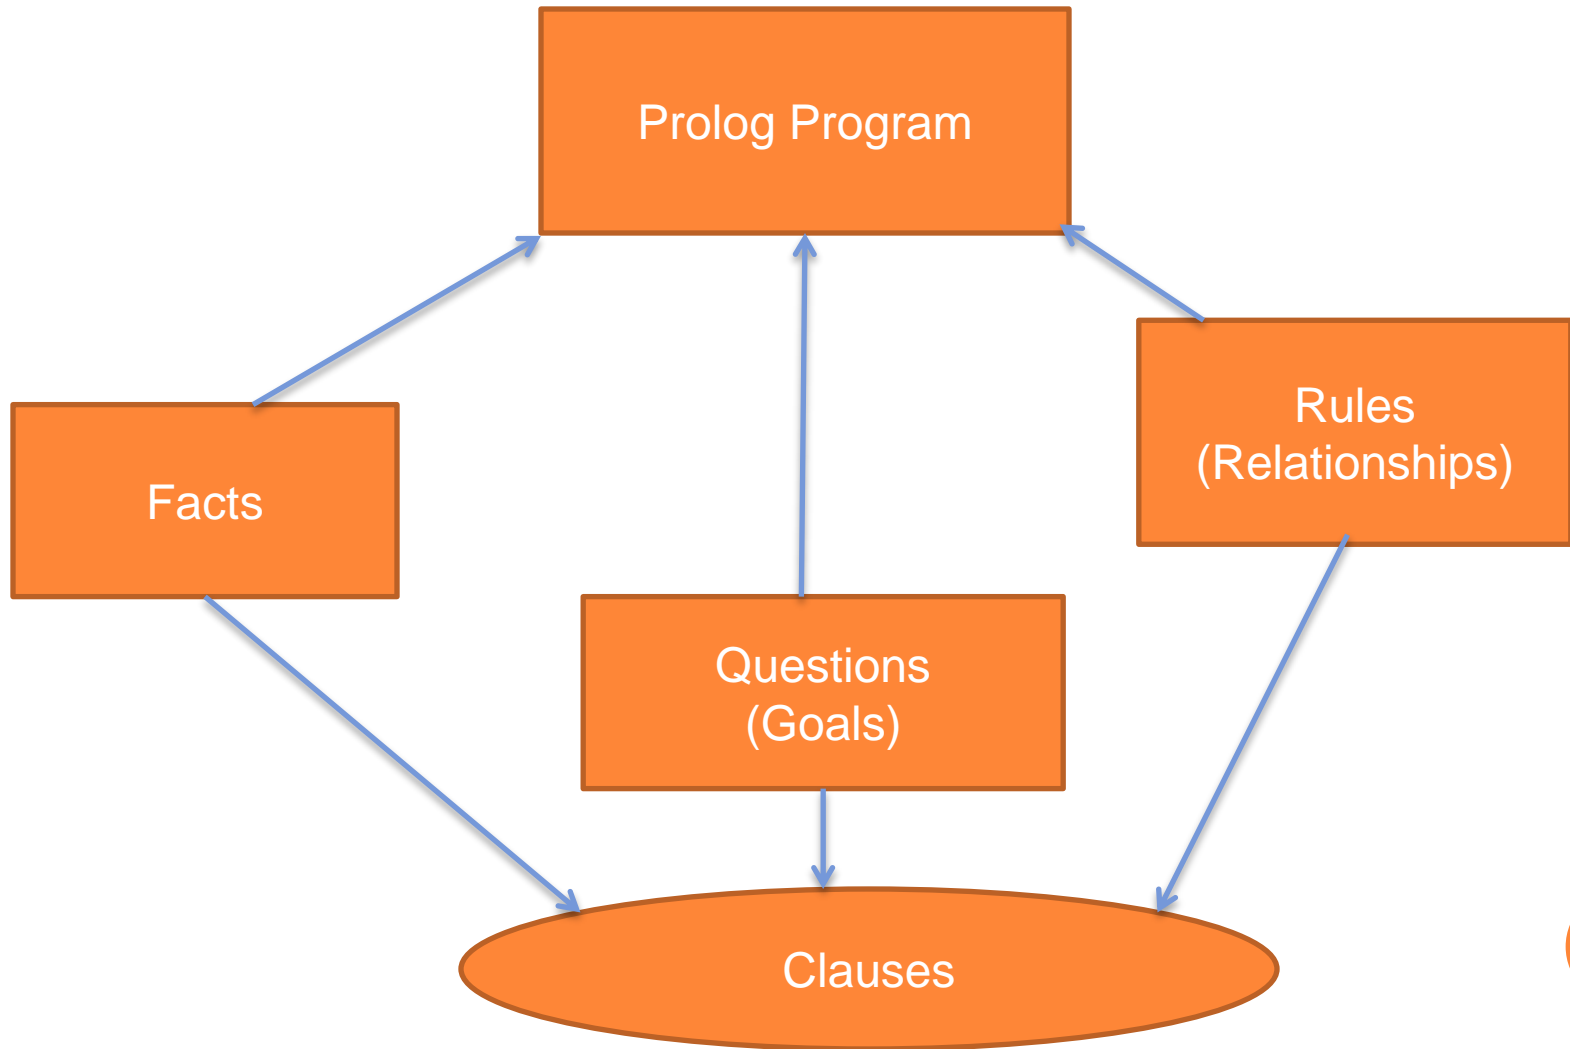 Prolog Program
Rules
(Relationships)
Facts
Questions
(Goals)
Clauses